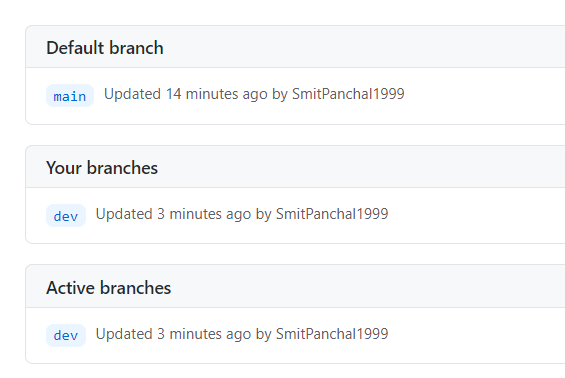 Default branch
main Updated 14 minutes ago by SmitPanchal1999
Your branches
dev Updated 3 minutes ago by SmitPanchal1999
Active branches
dev Updated 3 minutes ago by SmitPanchal1999